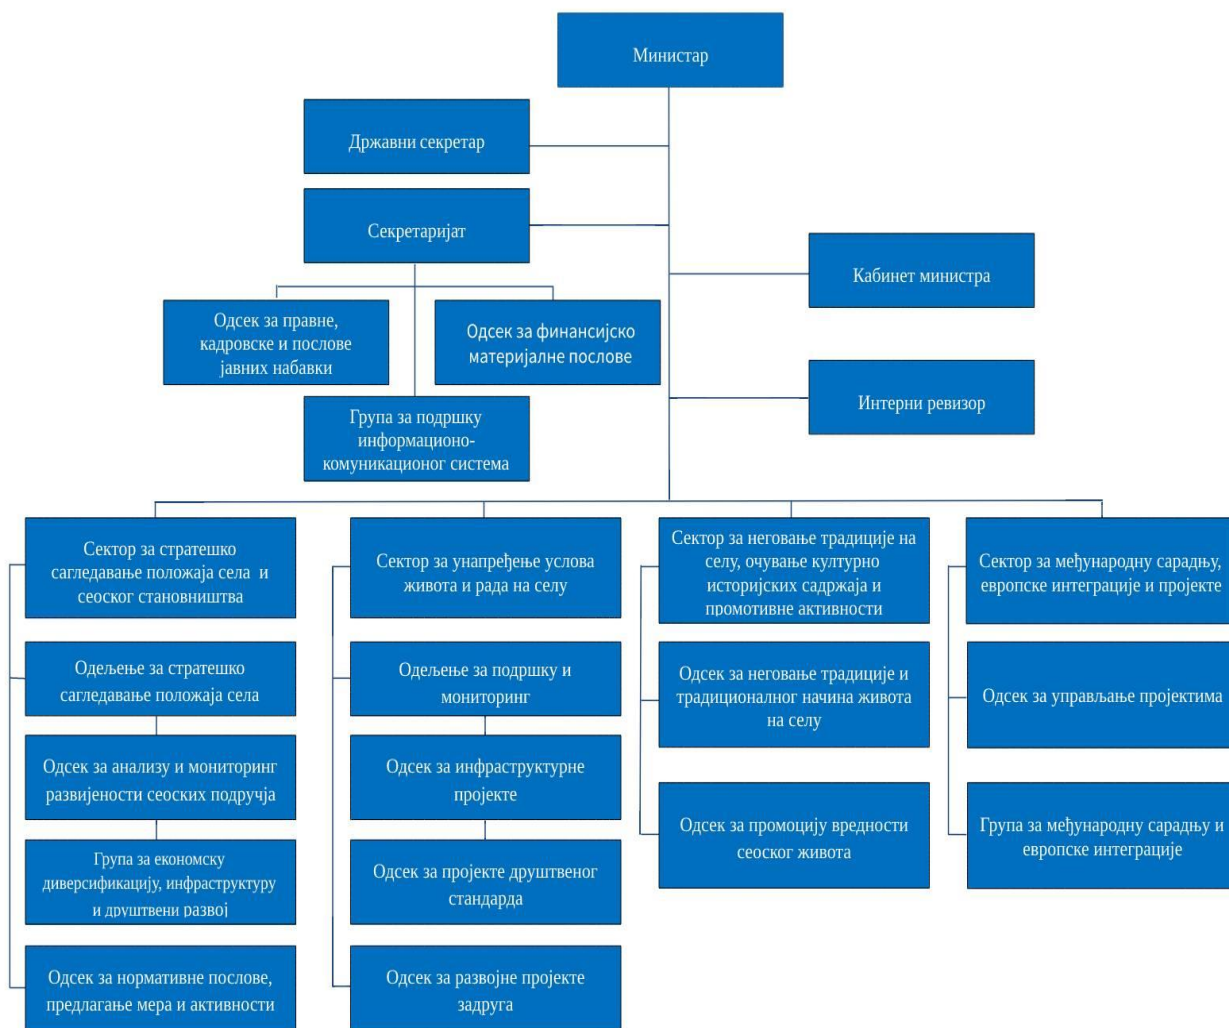 Министар
Државни секретар
Секретаријат
Кабинет министра
Одсек за правне,
кадровске и послове
јавних набавки
Одсек за финансијско
материјалне послове
Интерни ревизор
Група за подршку
информационо-
комуникационог система
Сектор за стратешко
сагледавање положаја села и
сеоског становништва
Сектор за унапређење услова
живота и рада на селу
Сектор за неговање традиције на
селу, очување културно
историјских садржаја и
промотивне активности
Сектор за међународну сарадњу,
европске интеграције и пројекте
Одељење за стратешко
сагледавање положаја села
Одељење за подршку и
мониторинг
Одсек за неговање традиције и
традиционалног начина живота
на селу
Одсек за управљање пројектима
Одсек за анализу и мониторинг
развијености сеоских подручја
Одсек за инфраструктурне
пројекте
Одсек за промоцију вредности
сеоског живота
Група за међународну сарадњу и
европске интеграције
Група за економску
диверсификацију, инфраструктуру
и друштвени развој
Одсек за пројекте друштвеног
стандарда
Одсек за нормативне послове,
предлагање мера и активности
Одсек за развојне пројекте
задруга